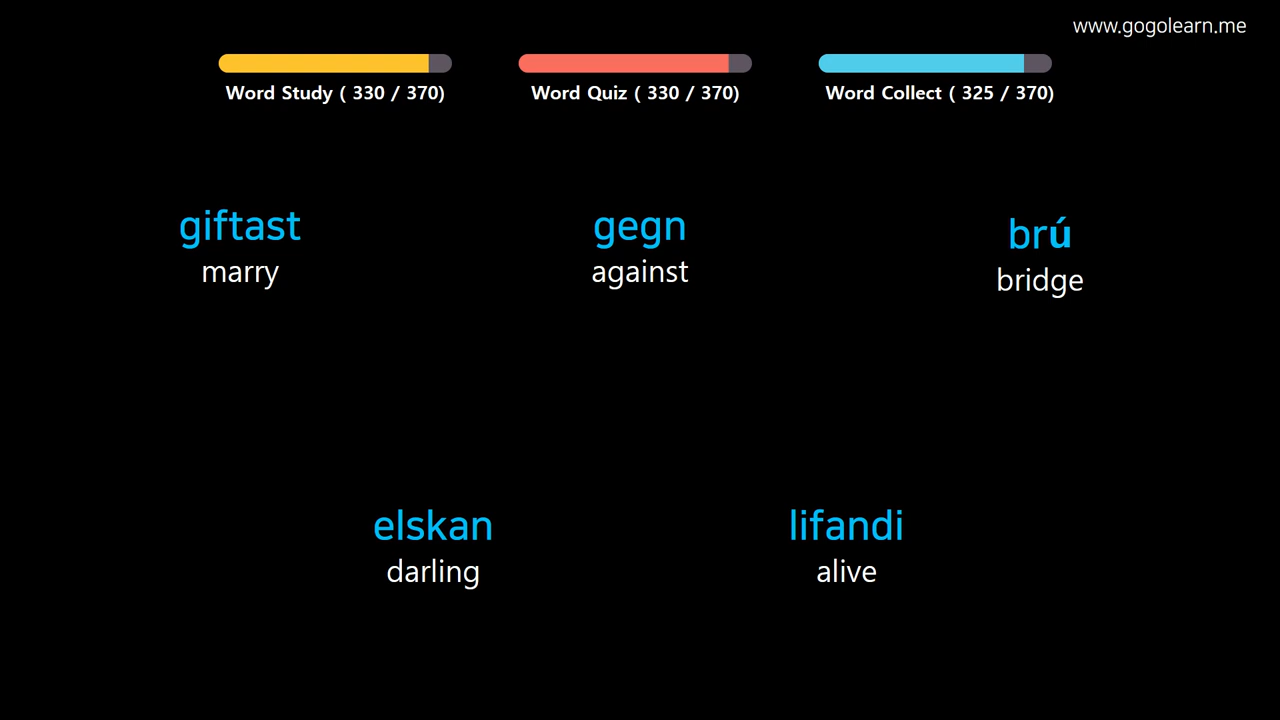 www.gogolearn.me
Word Study ( 330 / 370)
Word Quiz ( 330 / 370)
Word Collect ( 325 / 370)
giftast
marry
gegn
against
brú
bridge
elskan
darling
lifandi
alive